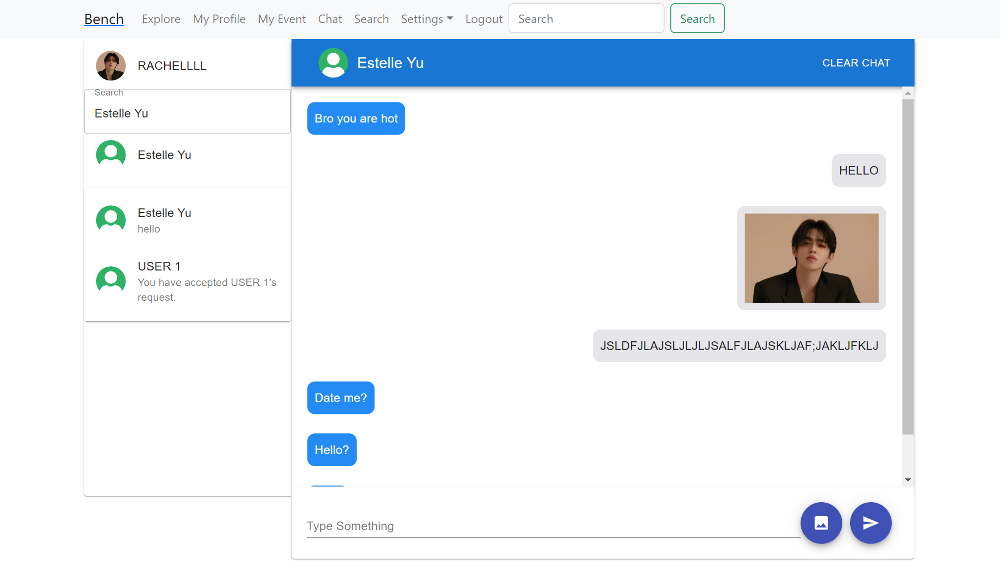 Bench Explore My Profile My Event Chat Search Settings Logout Search Search
RACHELLLL
Search
Estelle Yu
Estelle Yu
Estelle Yu
hello
USER 1
You have accepted USER 1's
request.
Estelle Yu CLEAR CHAT
Bro you are hot
HELLO
JSLDFJLAJSLJLJLJSALFJLAJSKLJAF;JAKLJFKLJ
Date me?
Hello?
Type Something